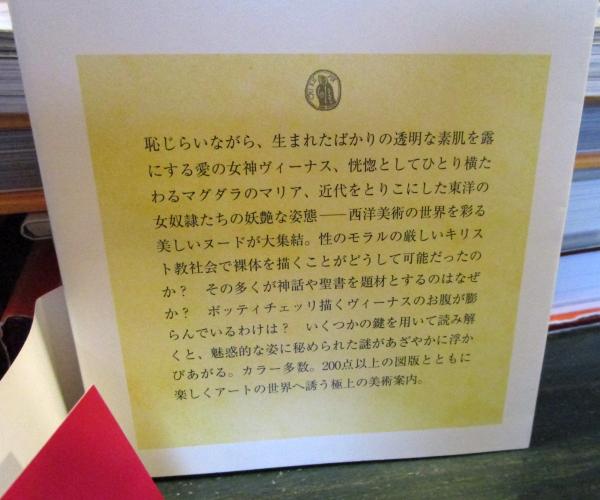 恥じらいながら、生まれたばかりの透明な素肌を露
にする愛の女神ヴィーナス、恍惚としてひとり横た
わるマグダラのマリア、近代をとりこにした東洋の
女奴隷たちの妖艶な姿態――西洋美術の世界を彩る
美しいヌードが大集結。性のモラルの厳しいキリス
ト教社会で裸体を描くことがどうして可能だったの
か？　その多くが神話や聖書を題材とするのはなぜ
か？　ボッティチェッリ描くヴィーナスのお腹が膨
らんでいるわけは？　いくつかの鍵を用いて読み解
くと、魅惑的な姿に秘められた謎があざやかに浮か
びあがる。カラー多数。200点以上の図版とともに
楽しくアートの世界へ誘う極上の美術案内。